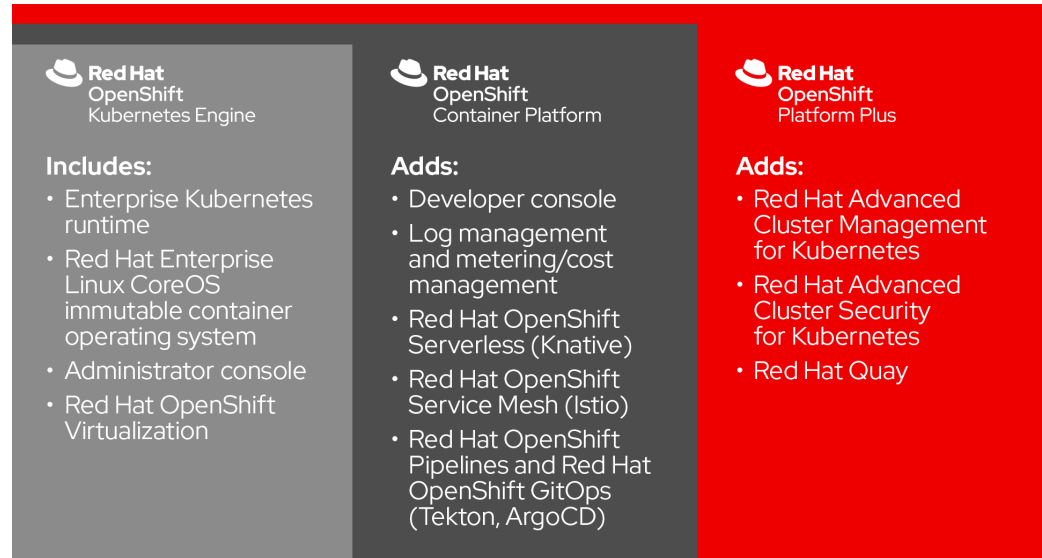 Red Hat
OpenShift
Kubernetes Engine
Includes:
• Enterprise Kubernetes
runtime
• Red Hat Enterprise
Linux CoreOS
immutable container
operating system
• Administrator console
• Red Hat OpenShift
Virtualization
Red Hat
OpenShift
Container Platform
Adds:
• Developer console
• Log management
and metering/cost
management
• Red Hat OpenShift
Serverless (Knative)
• Red Hat OpenShift
Service Mesh (Istio)
• Red Hat OpenShift
Pipelines and Red Hat
OpenShift GitOps
(Tekton, ArgoCD)
Red Hat
OpenShift
Platform Plus
Adds:
• Red Hat Advanced
Cluster Management
for Kubernetes
• Red Hat Advanced
Cluster Security
for Kubernetes
• Red Hat Quay